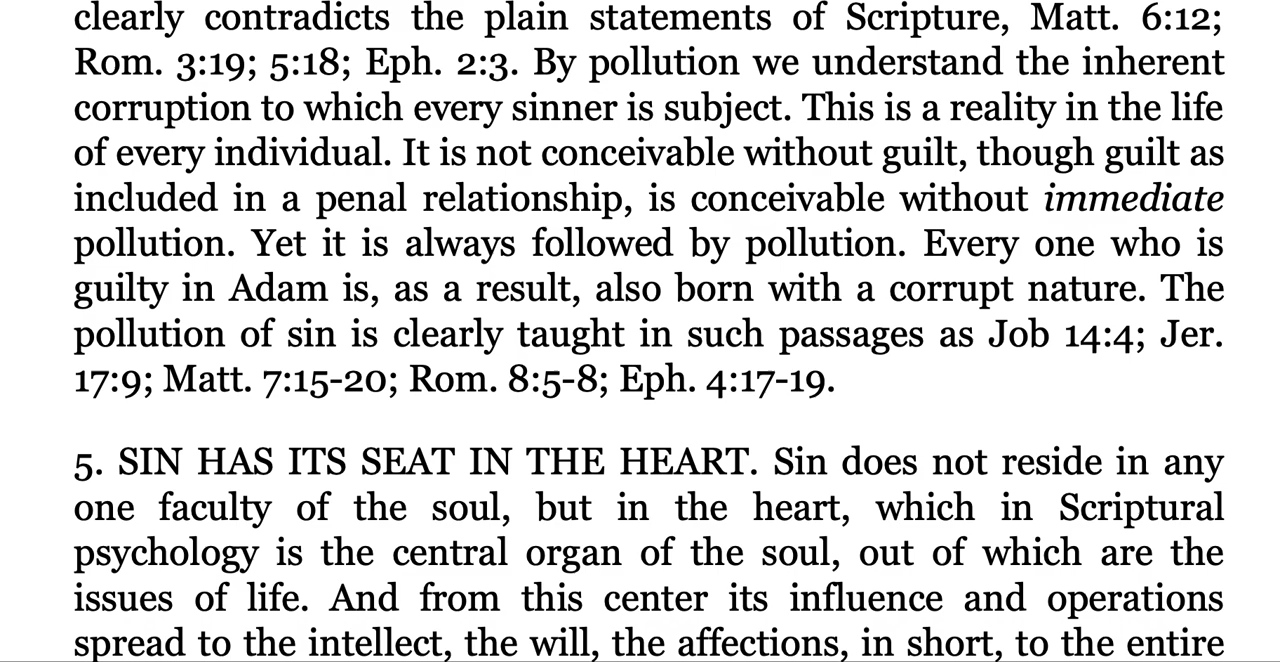 clearly contradicts the plain statements of Scripture, Matt. 6:12;
Rom. 3:19; 5:18; Eph. 2:3. By pollution we understand the inherent
corruption to which every sinner is subject. This is a reality in the life
of every individual. It is not conceivable without guilt, though guilt as
included in a penal relationship, is conceivable without immediate
pollution. Yet it is always followed by pollution. Every one who is
guilty in Adam is, as a result, also born with a corrupt nature. The
pollution of sin is clearly taught in such passages as Job 14:4; Jer.
17:9; Matt. 7:15-20; Rom. 8:5-8; Eph. 4:17-19.
5. SIN HAS ITS SEAT IN THE HEART. Sin does not reside in any
one faculty of the soul, but in the heart, which in Scriptural
psychology is the central organ of the soul, out of which are the
issues of life. And from this center its influence and operations
spread to the intellect, the will, the affections, in short, to the entire